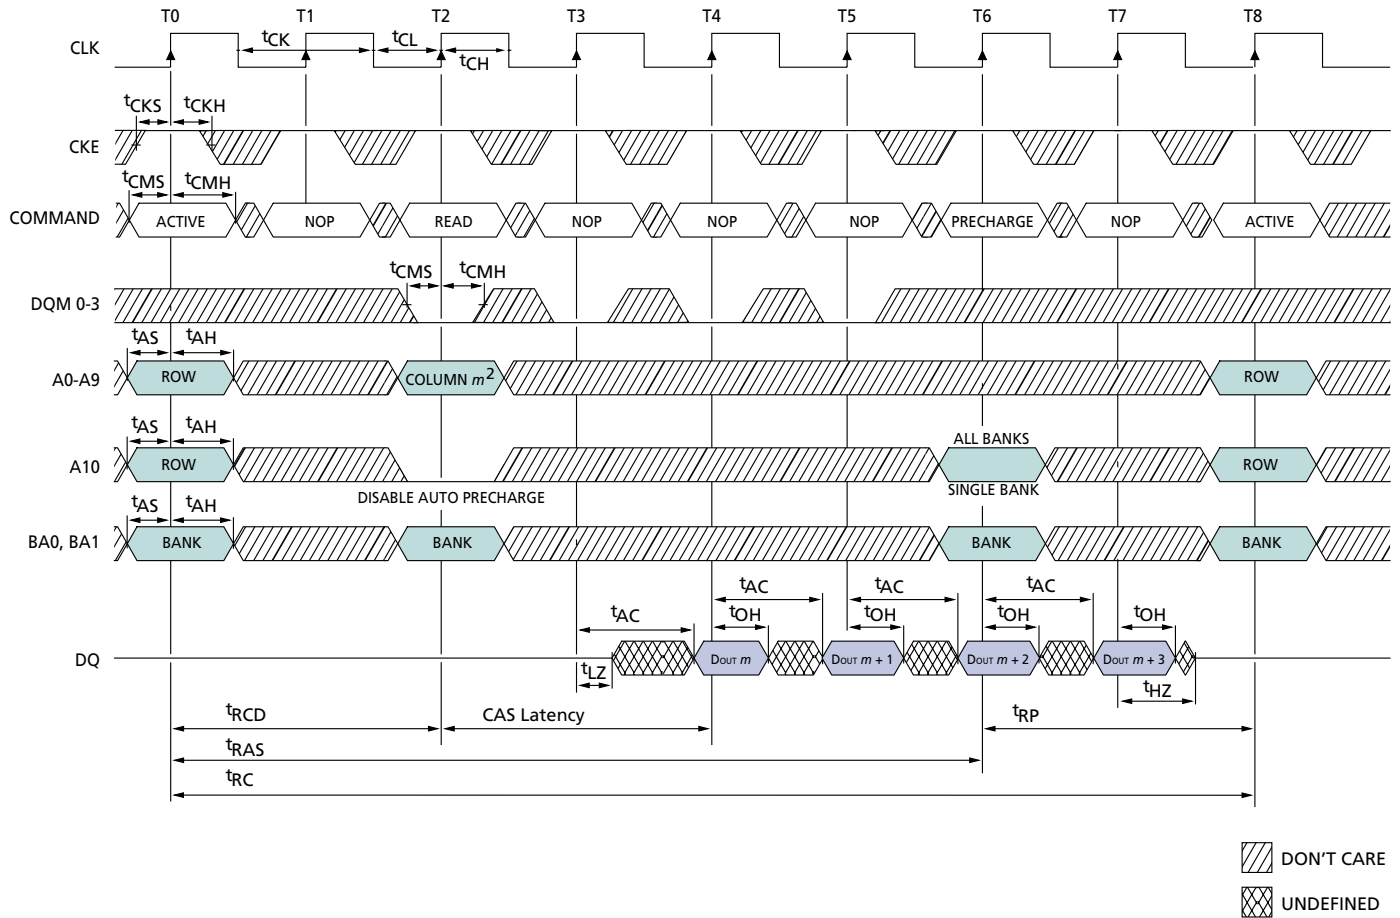 T0 T1 T2 T3 T4 T5 T6 T7 T8
CLK
tCK tCL
tCH
tCKS tCKH
CKE
tCMS tCMH
COMMAND ACTIVE NOP READ NOP NOP NOP PRECHARGE NOP ACTIVE
tCMS tCMH
DQM 0-3
tAS tAH
A0-A9 ROW COLUMN m2 ROW
tAS tAH
ALL BANKS
A10 ROW ROW
DISABLE AUTO PRECHARGE SINGLE BANK
tAS tAH
BA0, BA1 BANK BANK BANK BANK
tAC tAC tAC
tAC tOH tOH tOH tOH
DQ DOUT m DOUT m + 1 DOUT m + 2 DOUT m + 3
tLZ tHZ
tRCD CAS Latency tRP
tRAS
tRC
DON'T CARE
UNDEFINED